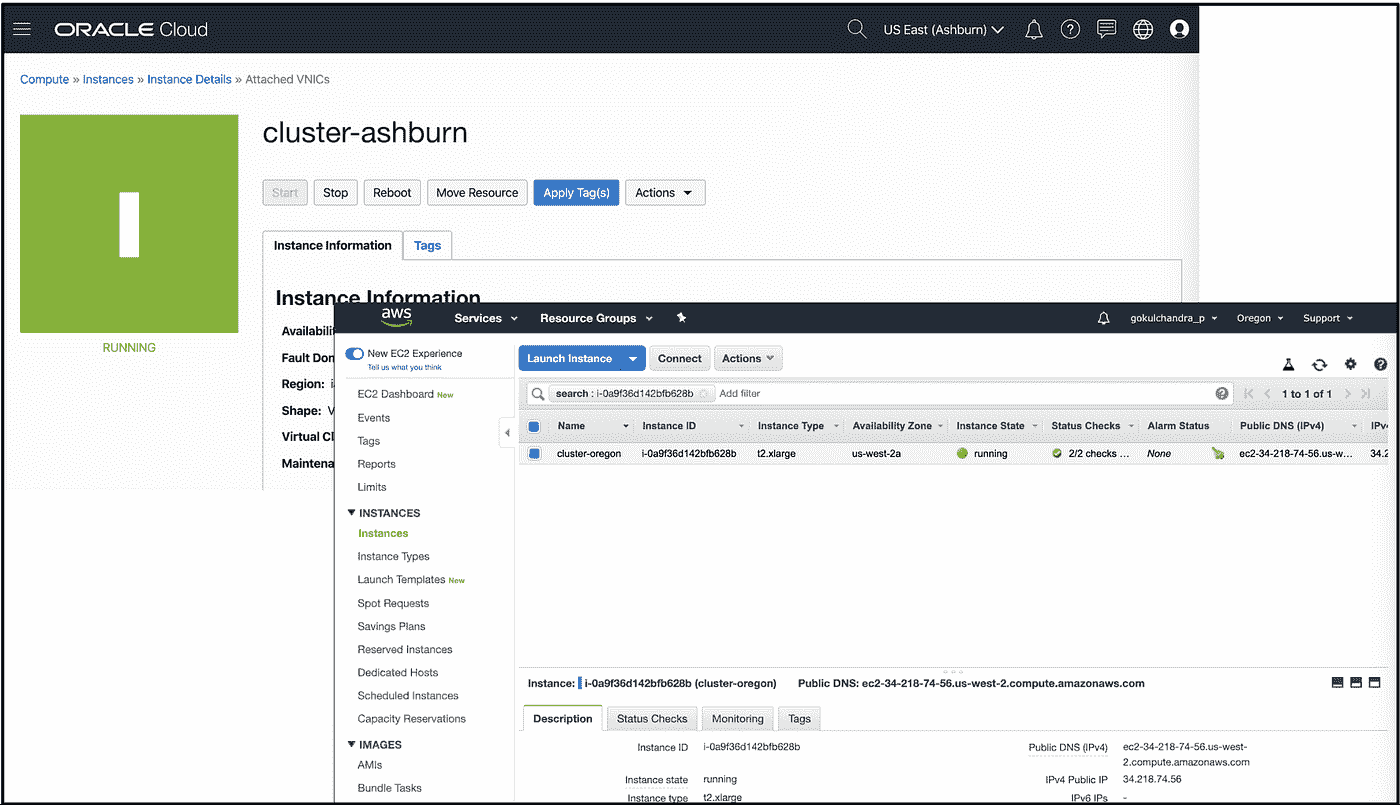 ORACLE Cloud
US East (Ashburn)
Compute » Instances » Instance Details » Attached VNICs
cluster-ashburn
Start Stop Reboot Move Resource Apply Tag(s) Actions
Instance Information Tags
Instance Information
RUNNING
Fault Don
Region:
Shape:
Virtual Cl
Maintena
aws Services Resource Groups gokulchandra_p Oregon Support
New EC2 Experience
Tell us what you think
EC2 Dashboard New
Events
Tags
Reports
Limits
INSTANCES
Instances
Instance Types
Launch Templates New
Spot Requests
Savings Plans
Reserved Instances
Dedicated Hosts
Scheduled Instances
Capacity Reservations
IMAGES
AMIs
Bundle Tasks
Launch Instance Connect Actions
search : i-0a9f36d142bfb628b Add filter 1 to 1 of 1
Name Instance ID Instance Type Availability Zone Instance State Status Checks Alarm Status Public DNS (IPv4)
cluster-oregon i-0a9f36d142bfb628b t2.xlarge us-west-2a running 2/2 checks ... None ec2-34-218-74-56.us-w... 34.2
Instance: i-0a9f36d142bfb628b (cluster-oregon) Public DNS: ec2-34-218-74-56.us-west-2.compute.amazonaws.com
Description Status Checks Monitoring Tags
Instance ID i-0a9f36d142bfb628b
Instance state running
Instance type t2.xlarge
Public DNS (IPv4) ec2-34-218-74-56.us-west-
2.compute.amazonaws.com
IPv4 Public IP 34.218.74.56
IPv6 IPs -